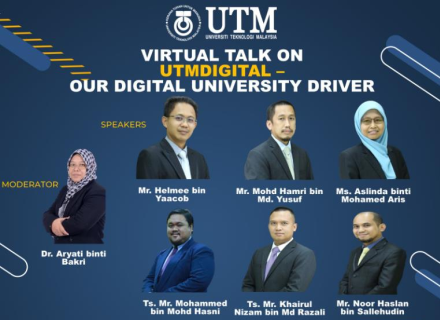 UTM
UNIVERSITI TEKNOLOGI MALAYSIA
VIRTUAL TALK ON
UTMDIGITAL –
OUR DIGITAL UNIVERSITY DRIVER
SPEAKERS
Mr. Helmee bin
Yaacob
Mr. Mohd Hamri bin
Md. Yusuf
Ms. Aslinda binti
Mohamed Aris
MODERATOR
Dr. Aryati binti
Bakri
Ts. Mr. Mohammed
bin Mohd Hasni
Ts. Mr. Khairul
Nizam bin Md Razali
Mr. Noor Haslan
bin Sallehudin